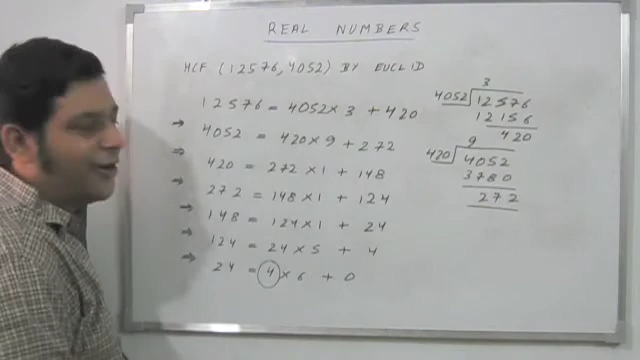 REAL NUMBERS
HCF (12576, 4052) BY EUCLID
12576 = 4052 × 3 + 420
⇒ 4052 = 420 × 9 + 272
⇒ 420 = 272 × 1 + 148
⇒ 272 = 148 × 1 + 124
⇒ 148 = 124 × 1 + 24
⇒ 124 = 24 × 5 + 4
⇒ 24 = 4 × 6 + 0
3
4052 12576
12156
420
9
420 4052
3780
272